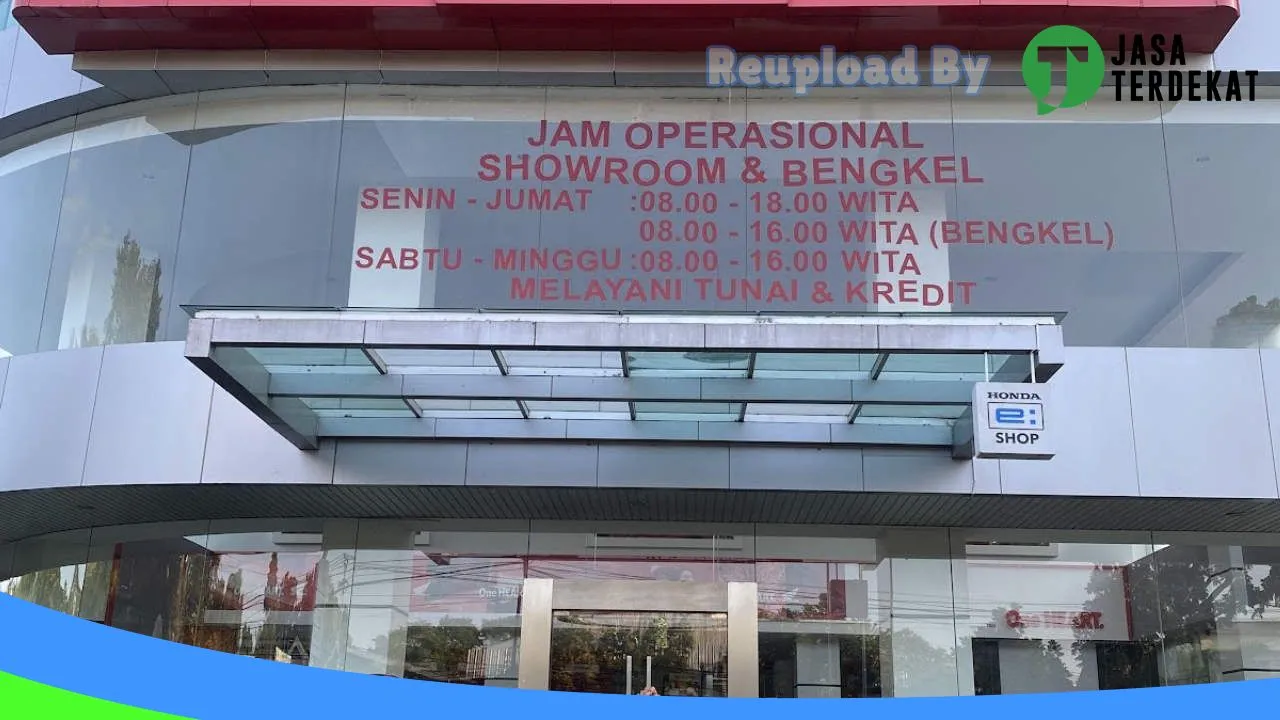 Reupload By
JASA
TERDEKAT
JAM OPERASIONAL
SHOWROOM & BENGKEL
SENIN - JUMAT :08.00 - 18.00 WITA
08.00 - 16.00 WITA (BENGKEL)
SABTU - MINGGU :08.00 - 16.00 WITA
MELAYANI TUNAI & KREDIT
HONDA
e:
SHOP